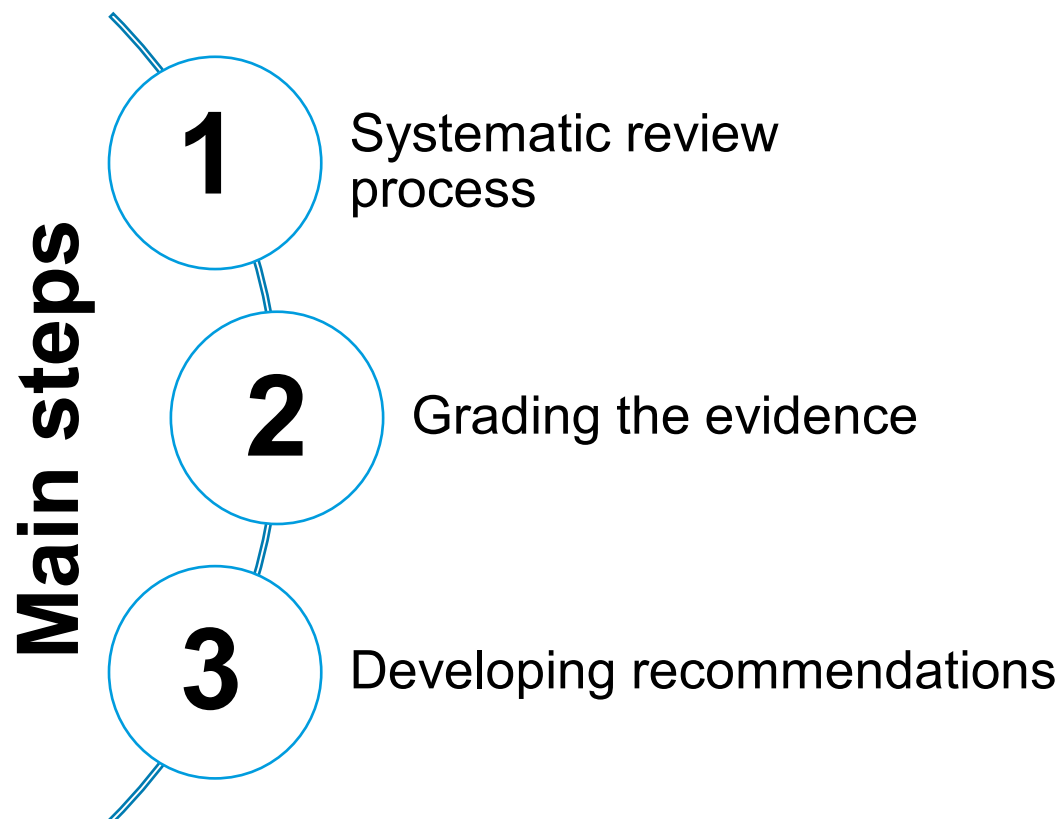 Main steps
1
Systematic review
process
2
Grading the evidence
3
Developing recommendations